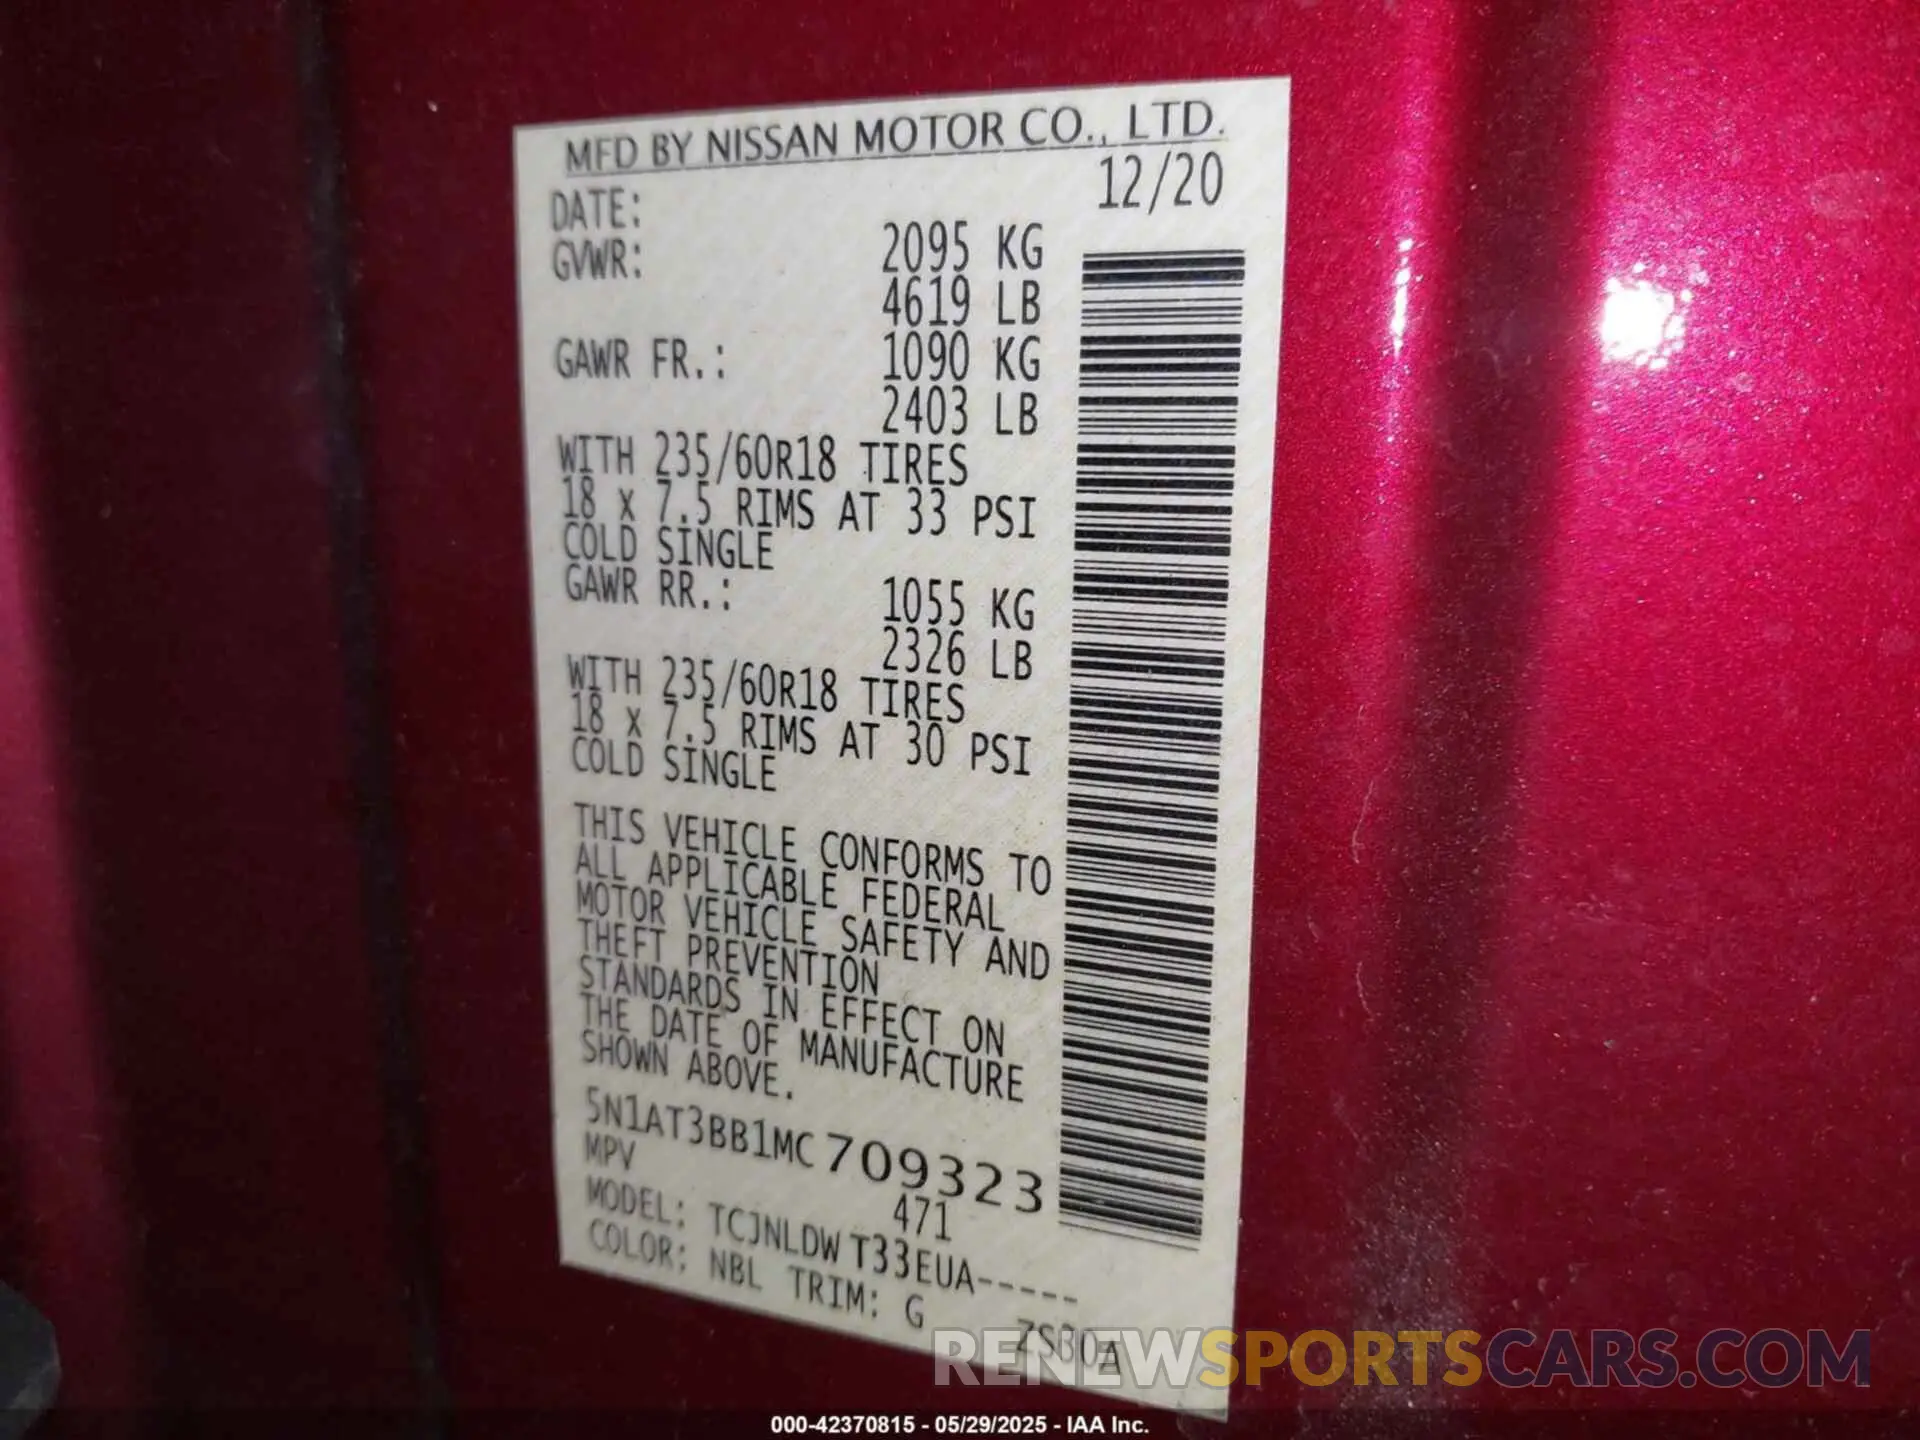 MFD BY NISSAN MOTOR CO., LTD.
DATE: 12/20
GVWR: 2095 KG
4619 LB
GAWR FR.: 1090 KG
2403 LB
WITH 235/60R18 TIRES
18 x 7.5 RIMS AT 33 PSI
COLD SINGLE
GAWR RR.: 1055 KG
2326 LB
WITH 235/60R18 TIRES
18 x 7.5 RIMS AT 30 PSI
COLD SINGLE
THIS VEHICLE CONFORMS TO
ALL APPLICABLE FEDERAL
MOTOR VEHICLE SAFETY AND
THEFT PREVENTION
STANDARDS IN EFFECT ON
THE DATE OF MANUFACTURE
SHOWN ABOVE.
5N1AT3BB1MC709323
MPV 471
MODEL: TCJNLDW T33EUA-----
COLOR: NBL TRIM: G
RENEWSPORTSCARS.COM
000-42370815 - 05/29/2025 - IAA Inc.